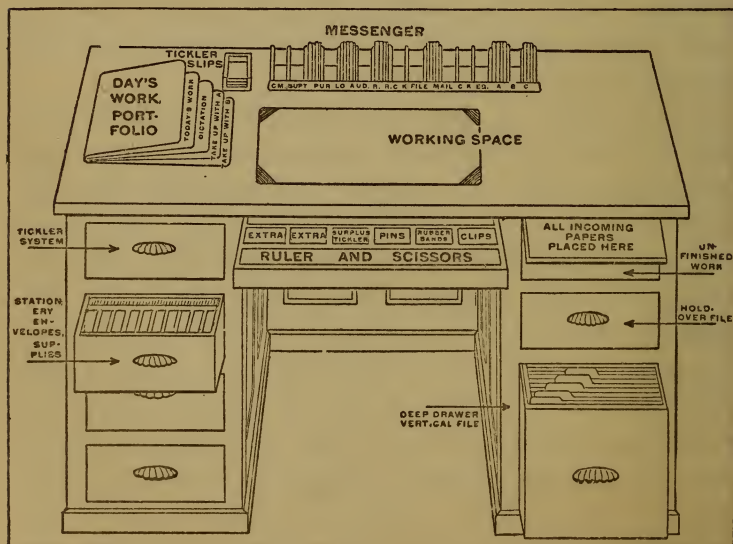 MESSENGER
TICKLER
SLIPS
DAY'S
WORK.
PORT-
FOLIO
TODAY'S WORK
DICTATION
TAKE UP WITH A
TAKE UP WITH B
CM. SUPT PUR LO AUD. R. R. C K FILE MAIL C K EG. A B C
WORKING SPACE
TICKLER
SYSTEM
EXTRA
EXTRA
SURPLUS
TICKLER
PINS
RUBBER
BANDS
CLIPS
RULER AND SCISSORS
ALL INCOMING
PAPERS
PLACED HERE
UN-
FINISHED
WORK
STATION
ERY
EN-
VELOPES,
SUP-
PLIES
HOLD-
OVER FILE
DEEP DRAWER
VERTICAL FILE